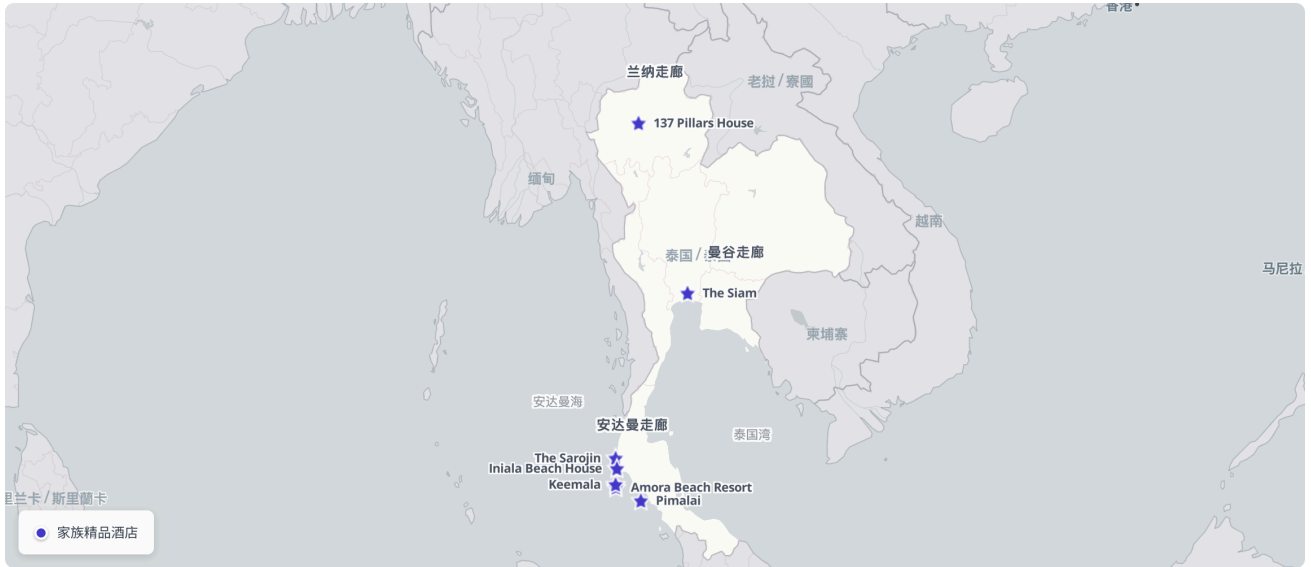 香港
兰纳走廊
老挝/寮國
137 Pillars House
缅甸
越南
泰国/
曼谷走廊
马尼拉
The Siam
柬埔寨
安达曼海
安达曼走廊
泰国湾
The Sarojin
Iniala Beach House
Keemala
Amora Beach Resort
Pimalai
里兰卡/斯里蘭卡
家族精品酒店